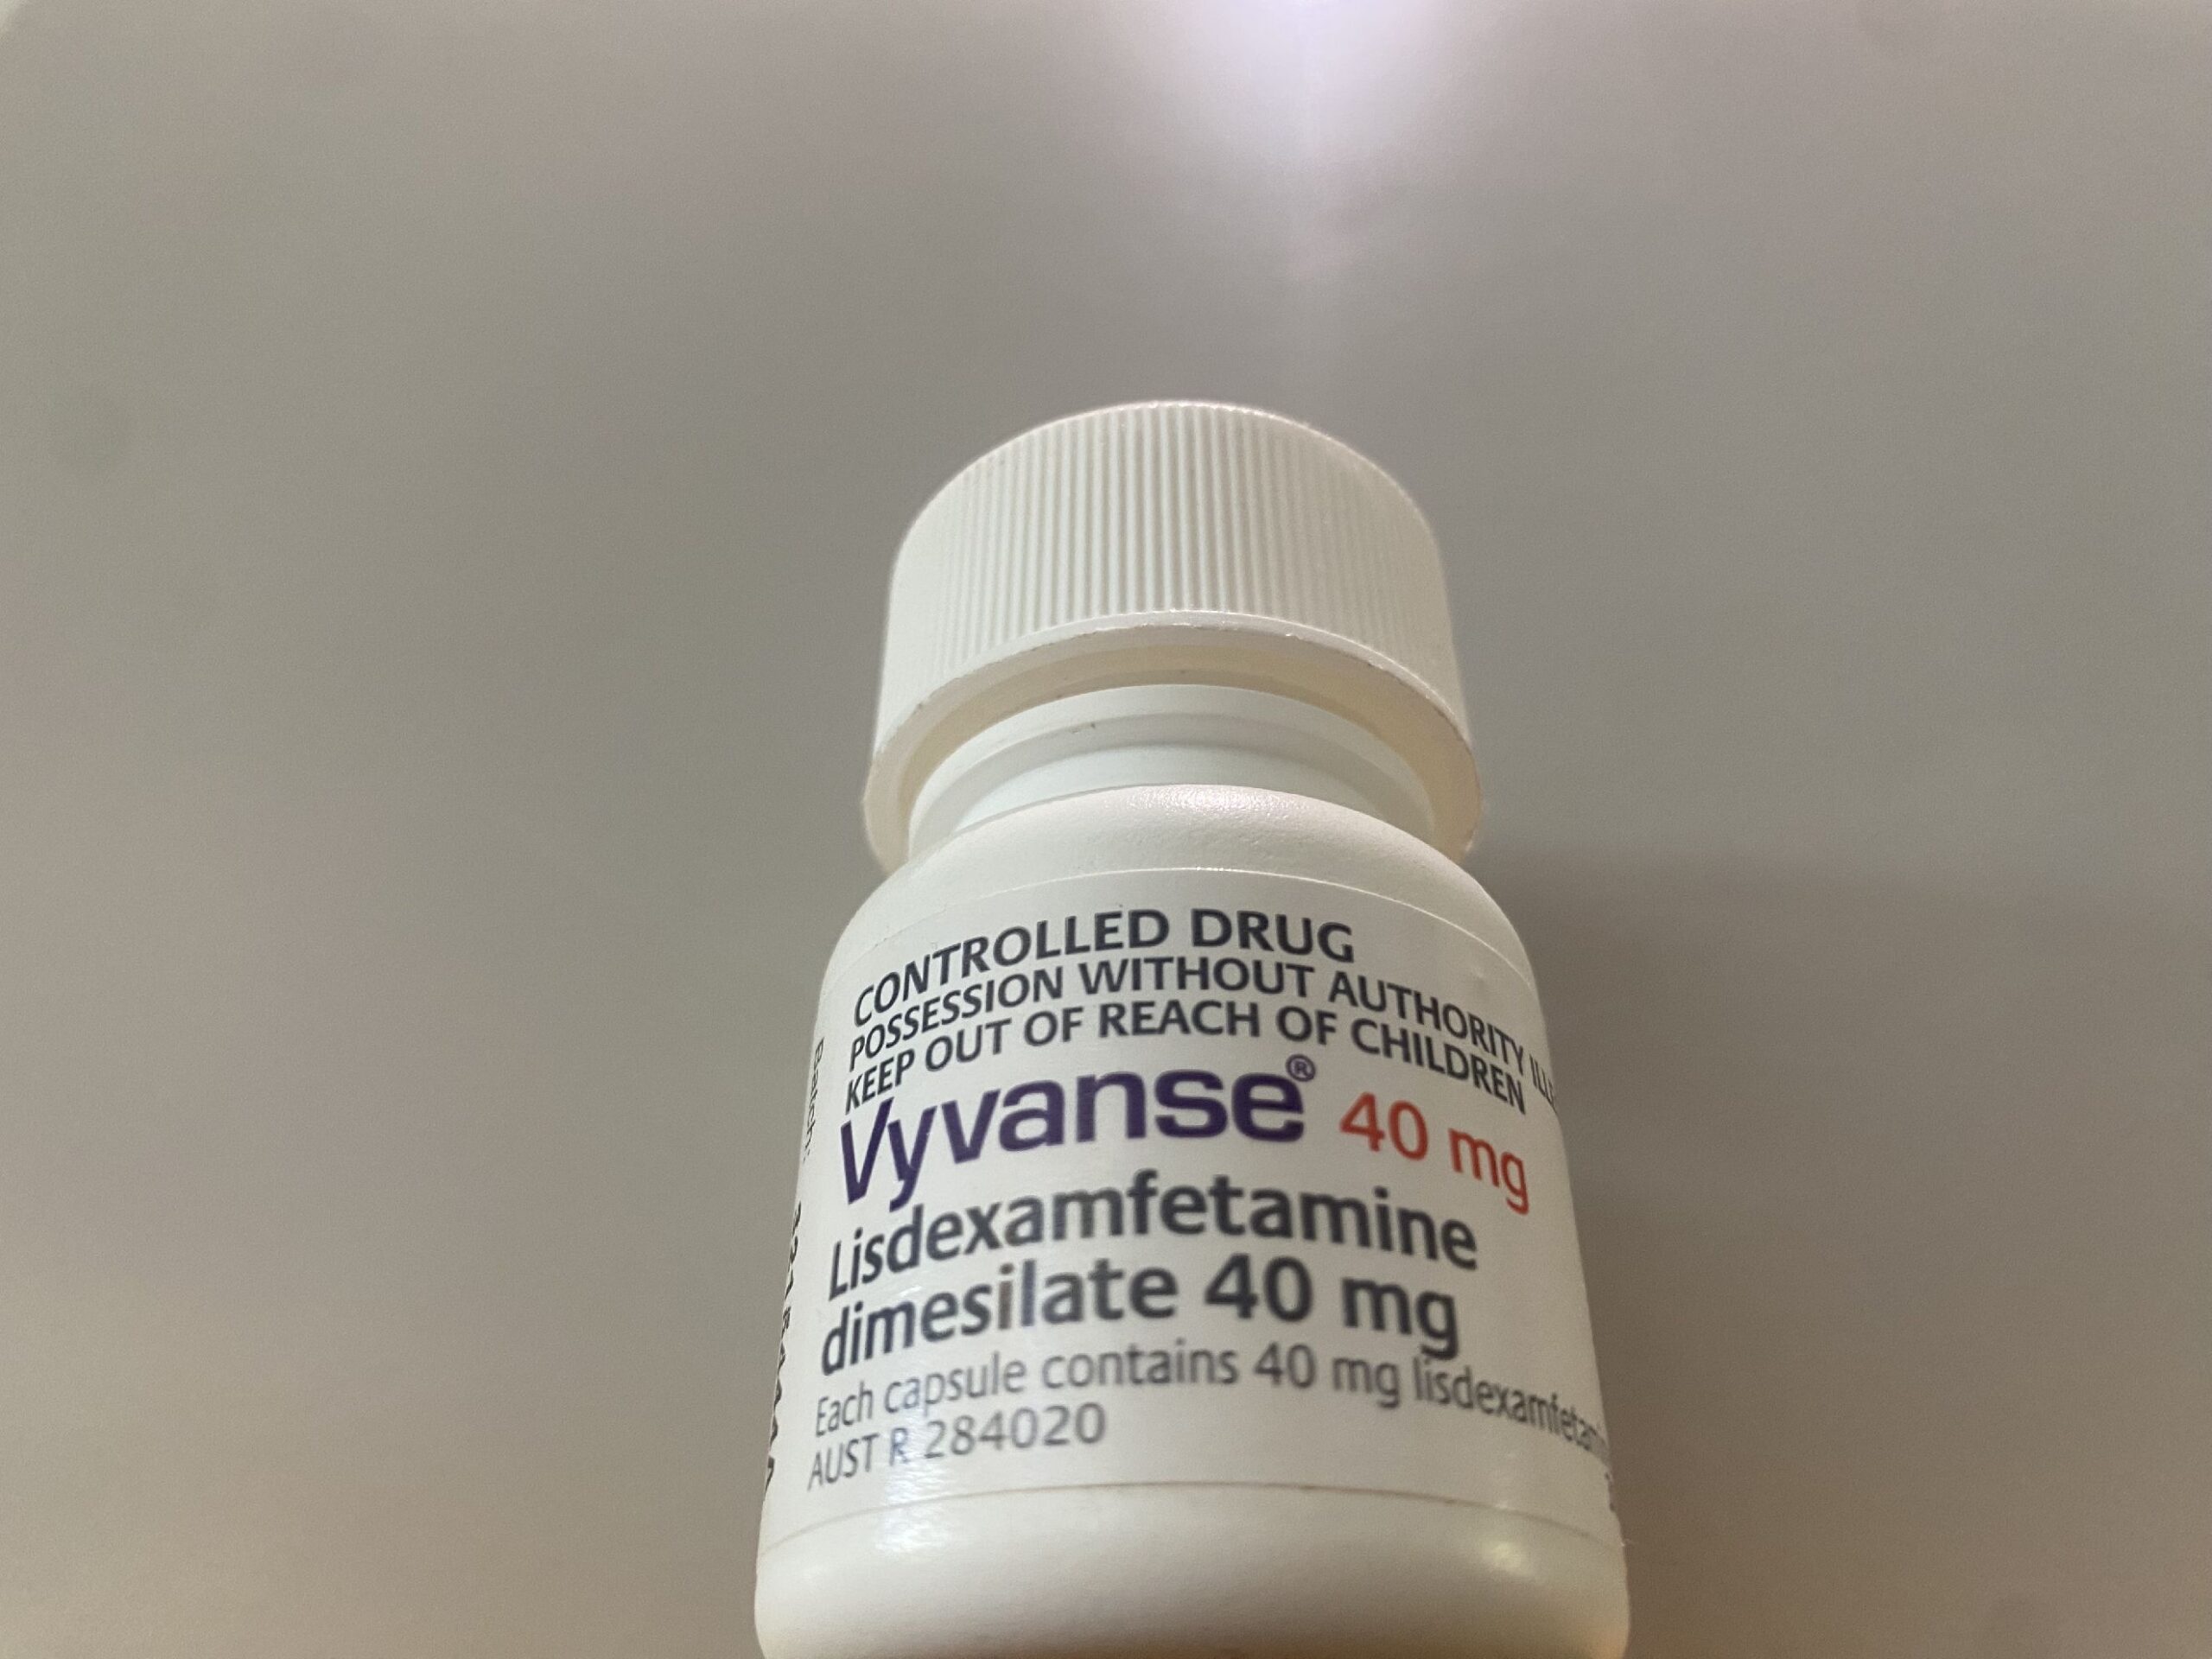 CONTROLLED DRUG
POSSESSION WITHOUT AUTHORITY
KEEP OUT OF REACH OF CHILDREN
Vyvanse® 40 mg
Lisdexamfetamine
dimesilate 40 mg
Each capsule contains 40 mg
AUST R 284020
Batch: